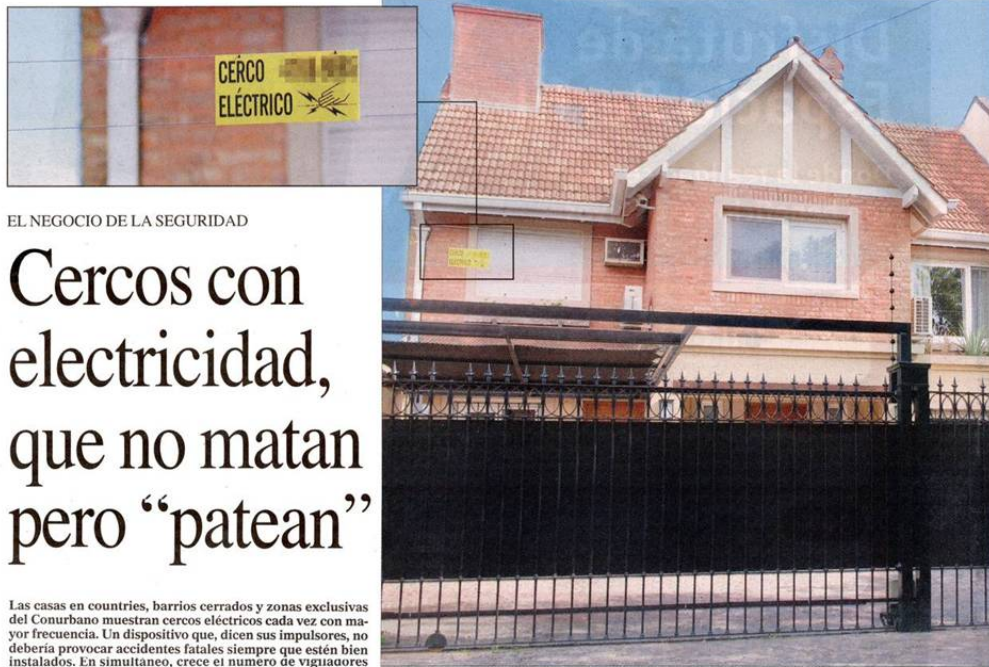 CERCO
ELÉCTRICO
EL NEGOCIO DE LA SEGURIDAD
Cercos con
electricidad,
que no matan
pero “patean”
Las casas en countries, barrios cerrados y zonas exclusivas
del Conurbano muestran cercos eléctricos cada vez con ma-
yor frecuencia. Un dispositivo que, dicen sus impulsores, no
debería provocar accidentes fatales siempre que estén bien
instalados. En simultáneo, crece el número de vigiladores